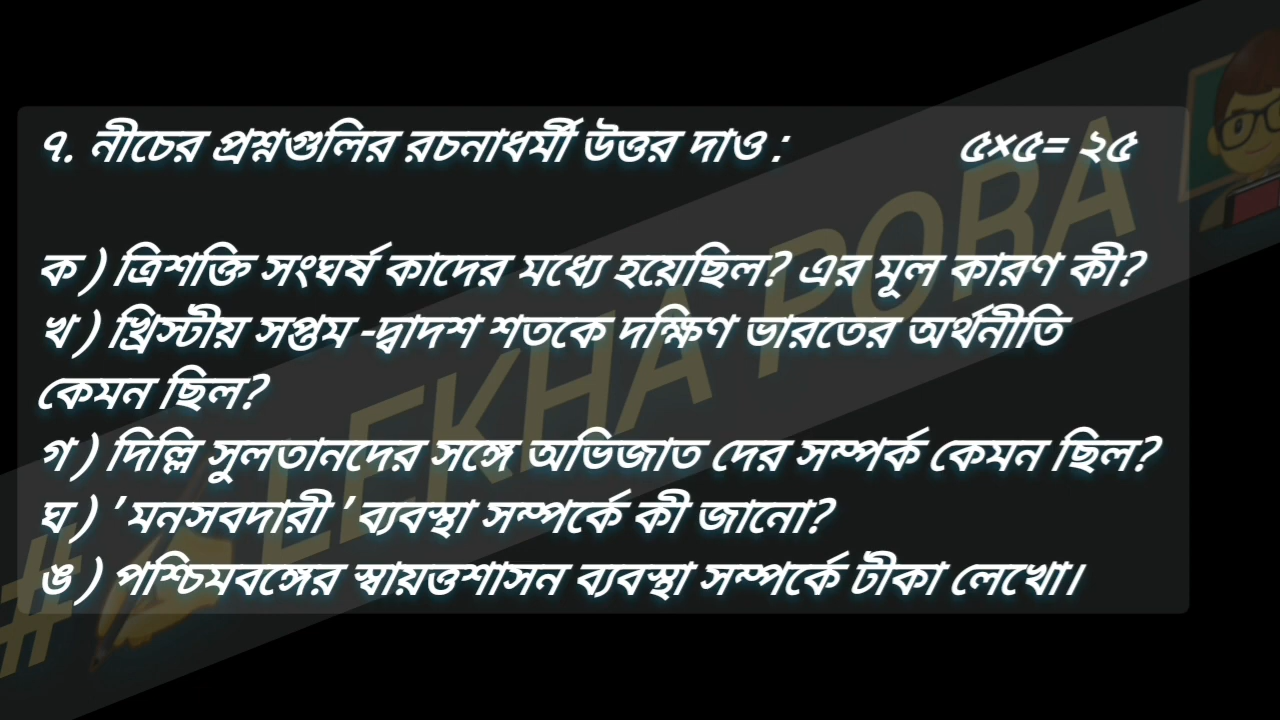 ৭. নীচের প্রশ্নগুলির রচনাধর্মী উত্তর দাও : ৫×৫= ২৫
ক ) ত্রিশক্তি সংঘর্ষ কাদের মধ্যে হয়েছিল? এর মূল কারণ কী?
খ ) খ্রিস্টীয় সপ্তম -দ্বাদশ শতকে দক্ষিণ ভারতের অর্থনীতি
কেমন ছিল?
গ ) দিল্লি সুলতানদের সঙ্গে অভিজাত দের সম্পর্ক কেমন ছিল?
ঘ ) ’ মনসবদারী ’ ব্যবস্থা সম্পর্কে কী জানো?
ঙ ) পশ্চিমবঙ্গের স্বায়ত্তশাসন ব্যবস্থা সম্পর্কে টীকা লেখো।
# LEKHA PORA